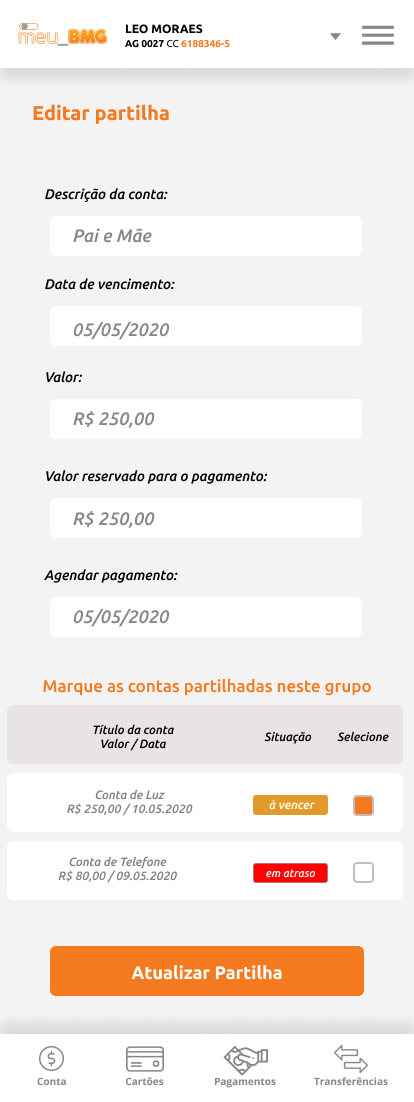 meu_BMG
LEO MORAES
AG 0027 CC 6188346-5
Editar partilha
Descrição da conta:
Pai e Mãe
Data de vencimento:
05/05/2020
Valor:
R$ 250,00
Valor reservado para o pagamento:
R$ 250,00
Agendar pagamento:
05/05/2020
Marque as contas partilhadas neste grupo
Título da conta
Valor / Data
Situação
Selecione
Conta de Luz
R$ 250,00 / 10.05.2020
à vencer
Conta de Telefone
R$ 80,00 / 09.05.2020
em atraso
Atualizar Partilha
Conta
Cartões
Pagamentos
Transferências